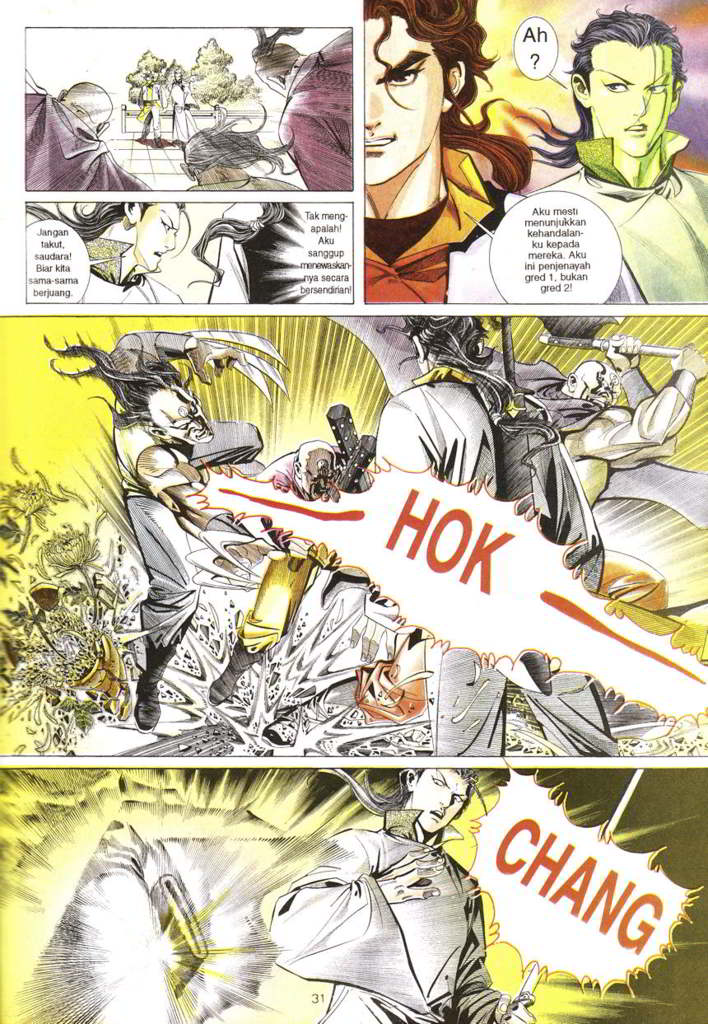 Ah
?
Aku mesti
menunjukkan
kehandalan-
ku kepada
mereka. Aku
ini penjenayah
gred 1, bukan
gred 2!
Jangan
takut,
saudara!
Biar kita
sama-sama
berjuang.
Tak meng-
apalah!
Aku
sanggup
menewaskan-
nya secara
bersendirian!
HOK
CHANG
31